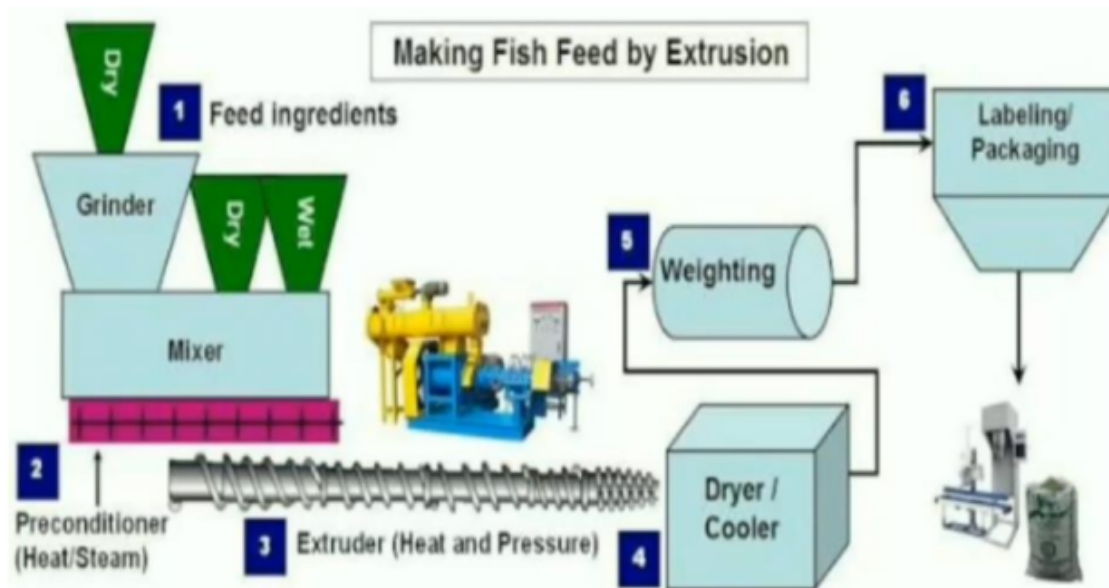 Making Fish Feed by Extrusion
Dry
1
Feed ingredients
Grinder
Dry
Wet
Mixer
2
Preconditioner
(Heat/Steam)
3
Extruder (Heat and Pressure)
4
Dryer /
Cooler
5
Weighting
6
Labeling/
Packaging